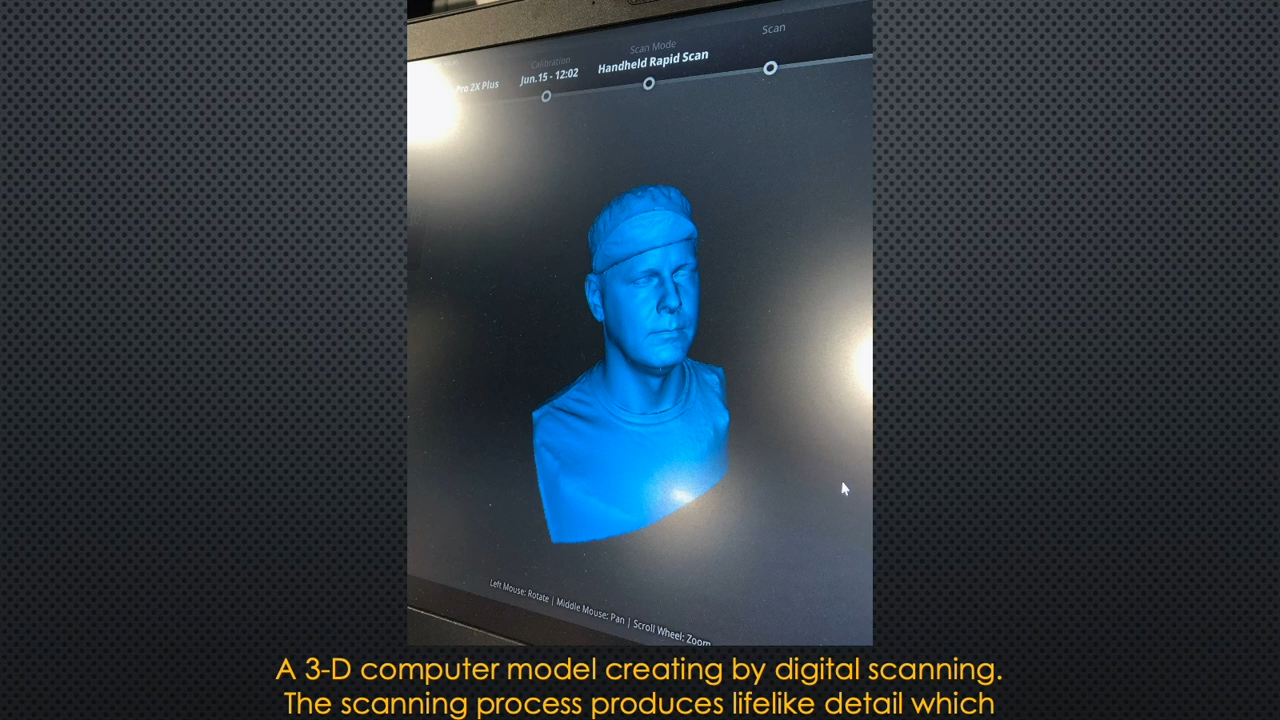 Scan
Scan Mode
Handheld Rapid Scan
Calibration
Jun.15 - 12:02
Pro 2X Plus
Left Mouse: Rotate | Middle Mouse: Pan | Scroll Wheel: Zoom
A 3-D computer model creating by digital scanning.
The scanning process produces lifelike detail which